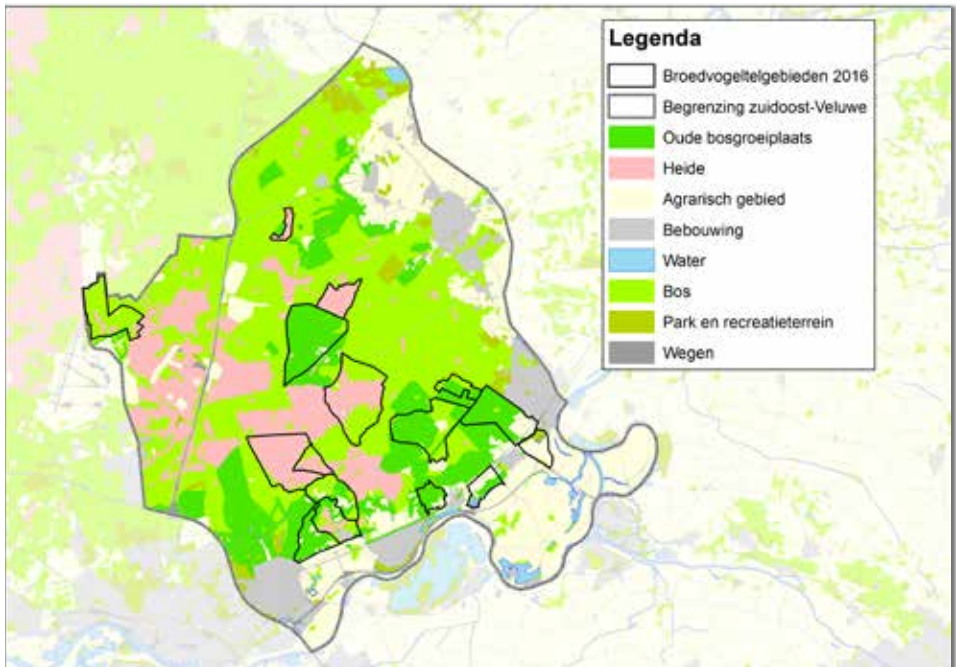 Legenda
Broedvogeltelgebieden 2016
Begrenzing zuidoost-Veluwe
Oude bosgroeiplaats
Heide
Agrarisch gebied
Bebouwing
Water
Bos
Park en recreatieterrein
Wegen